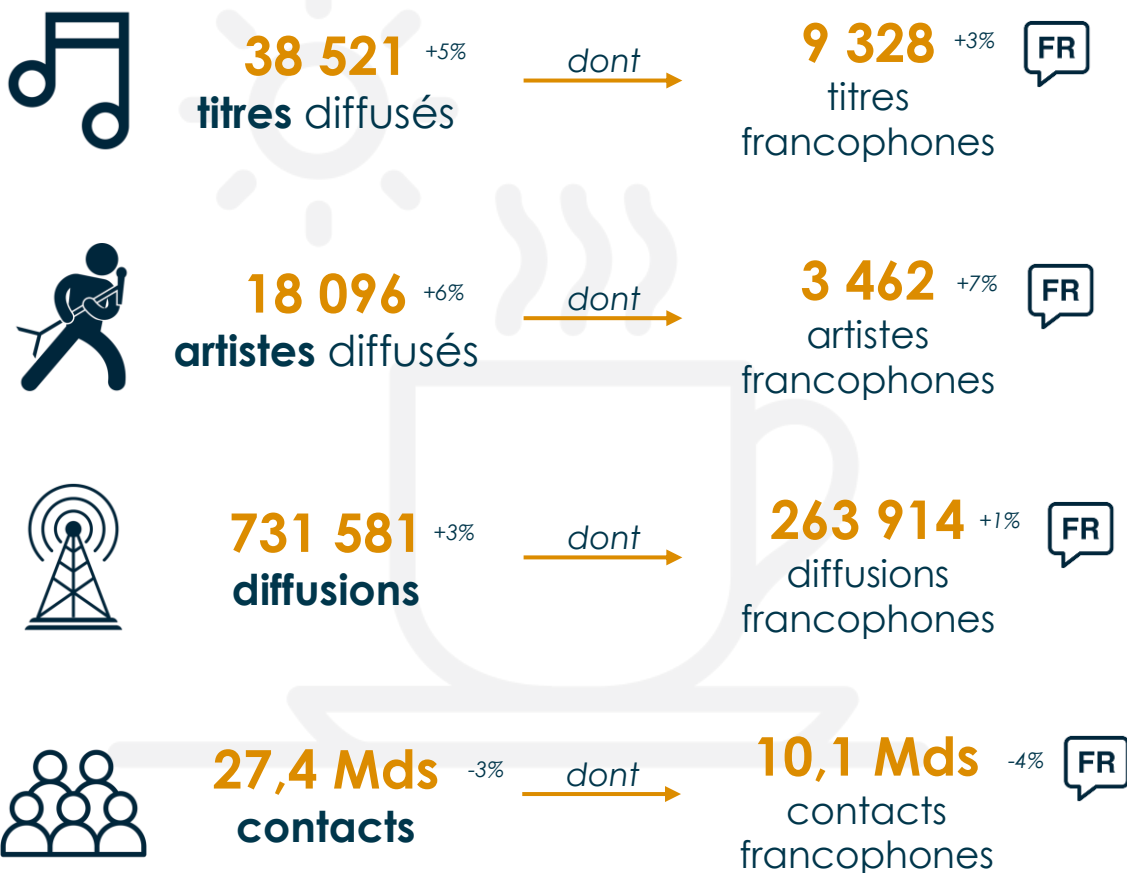 38 521 +5%
titres diffusés
dont
9 328 +3%
titres
francophones
FR
18 096 +6%
artistes diffusés
dont
3 462 +7%
artistes
francophones
FR
731 581 +3%
diffusions
dont
263 914 +1%
diffusions
francophones
FR
27,4 Mds -3%
contacts
dont
10,1 Mds -4%
contacts
francophones
FR